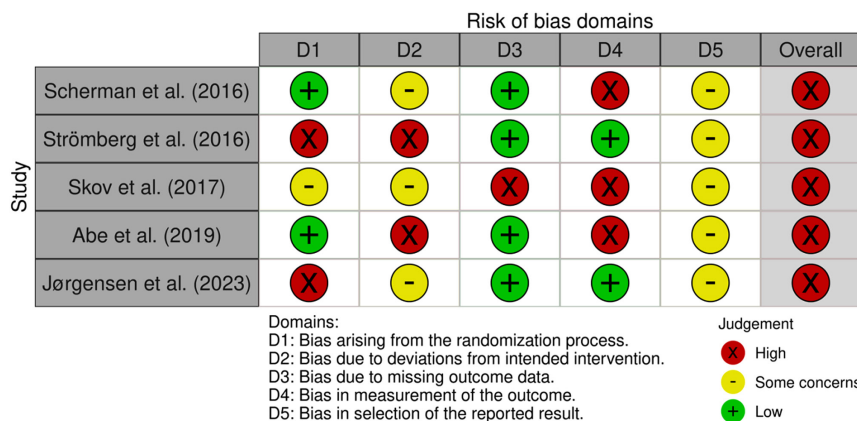 Risk of bias domains
D1 D2 D3 D4 D5 Overall
Study
Scherman et al. (2016) + - + X - X
Strömberg et al. (2016) X X + + - X
Skov et al. (2017) - - X X - X
Abe et al. (2019) + X + X - X
Jørgensen et al. (2023) X - + + - X
Domains:
D1: Bias arising from the randomization process.
D2: Bias due to deviations from intended intervention.
D3: Bias due to missing outcome data.
D4: Bias in measurement of the outcome.
D5: Bias in selection of the reported result.
Judgement
X High
- Some concerns
+ Low